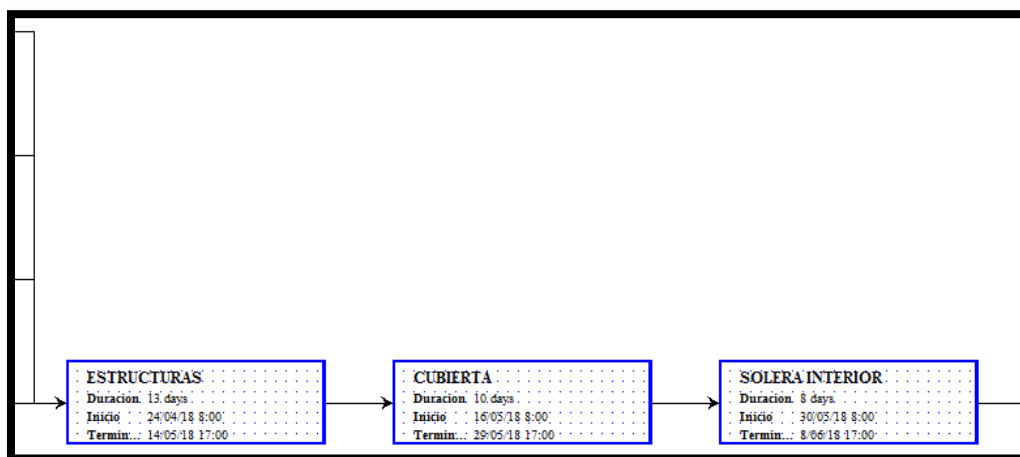 ESTRUCTURAS
Duracion 13 days
Inicio 24/04/18 8:00
Termin... 14/05/18 17:00
CUBIERTA
Duracion 10 days
Inicio 16/05/18 8:00
Termin... 29/05/18 17:00
SOLERA INTERIOR
Duracion 8 days
Inicio 30/05/18 8:00
Termin... 8/06/18 17:00